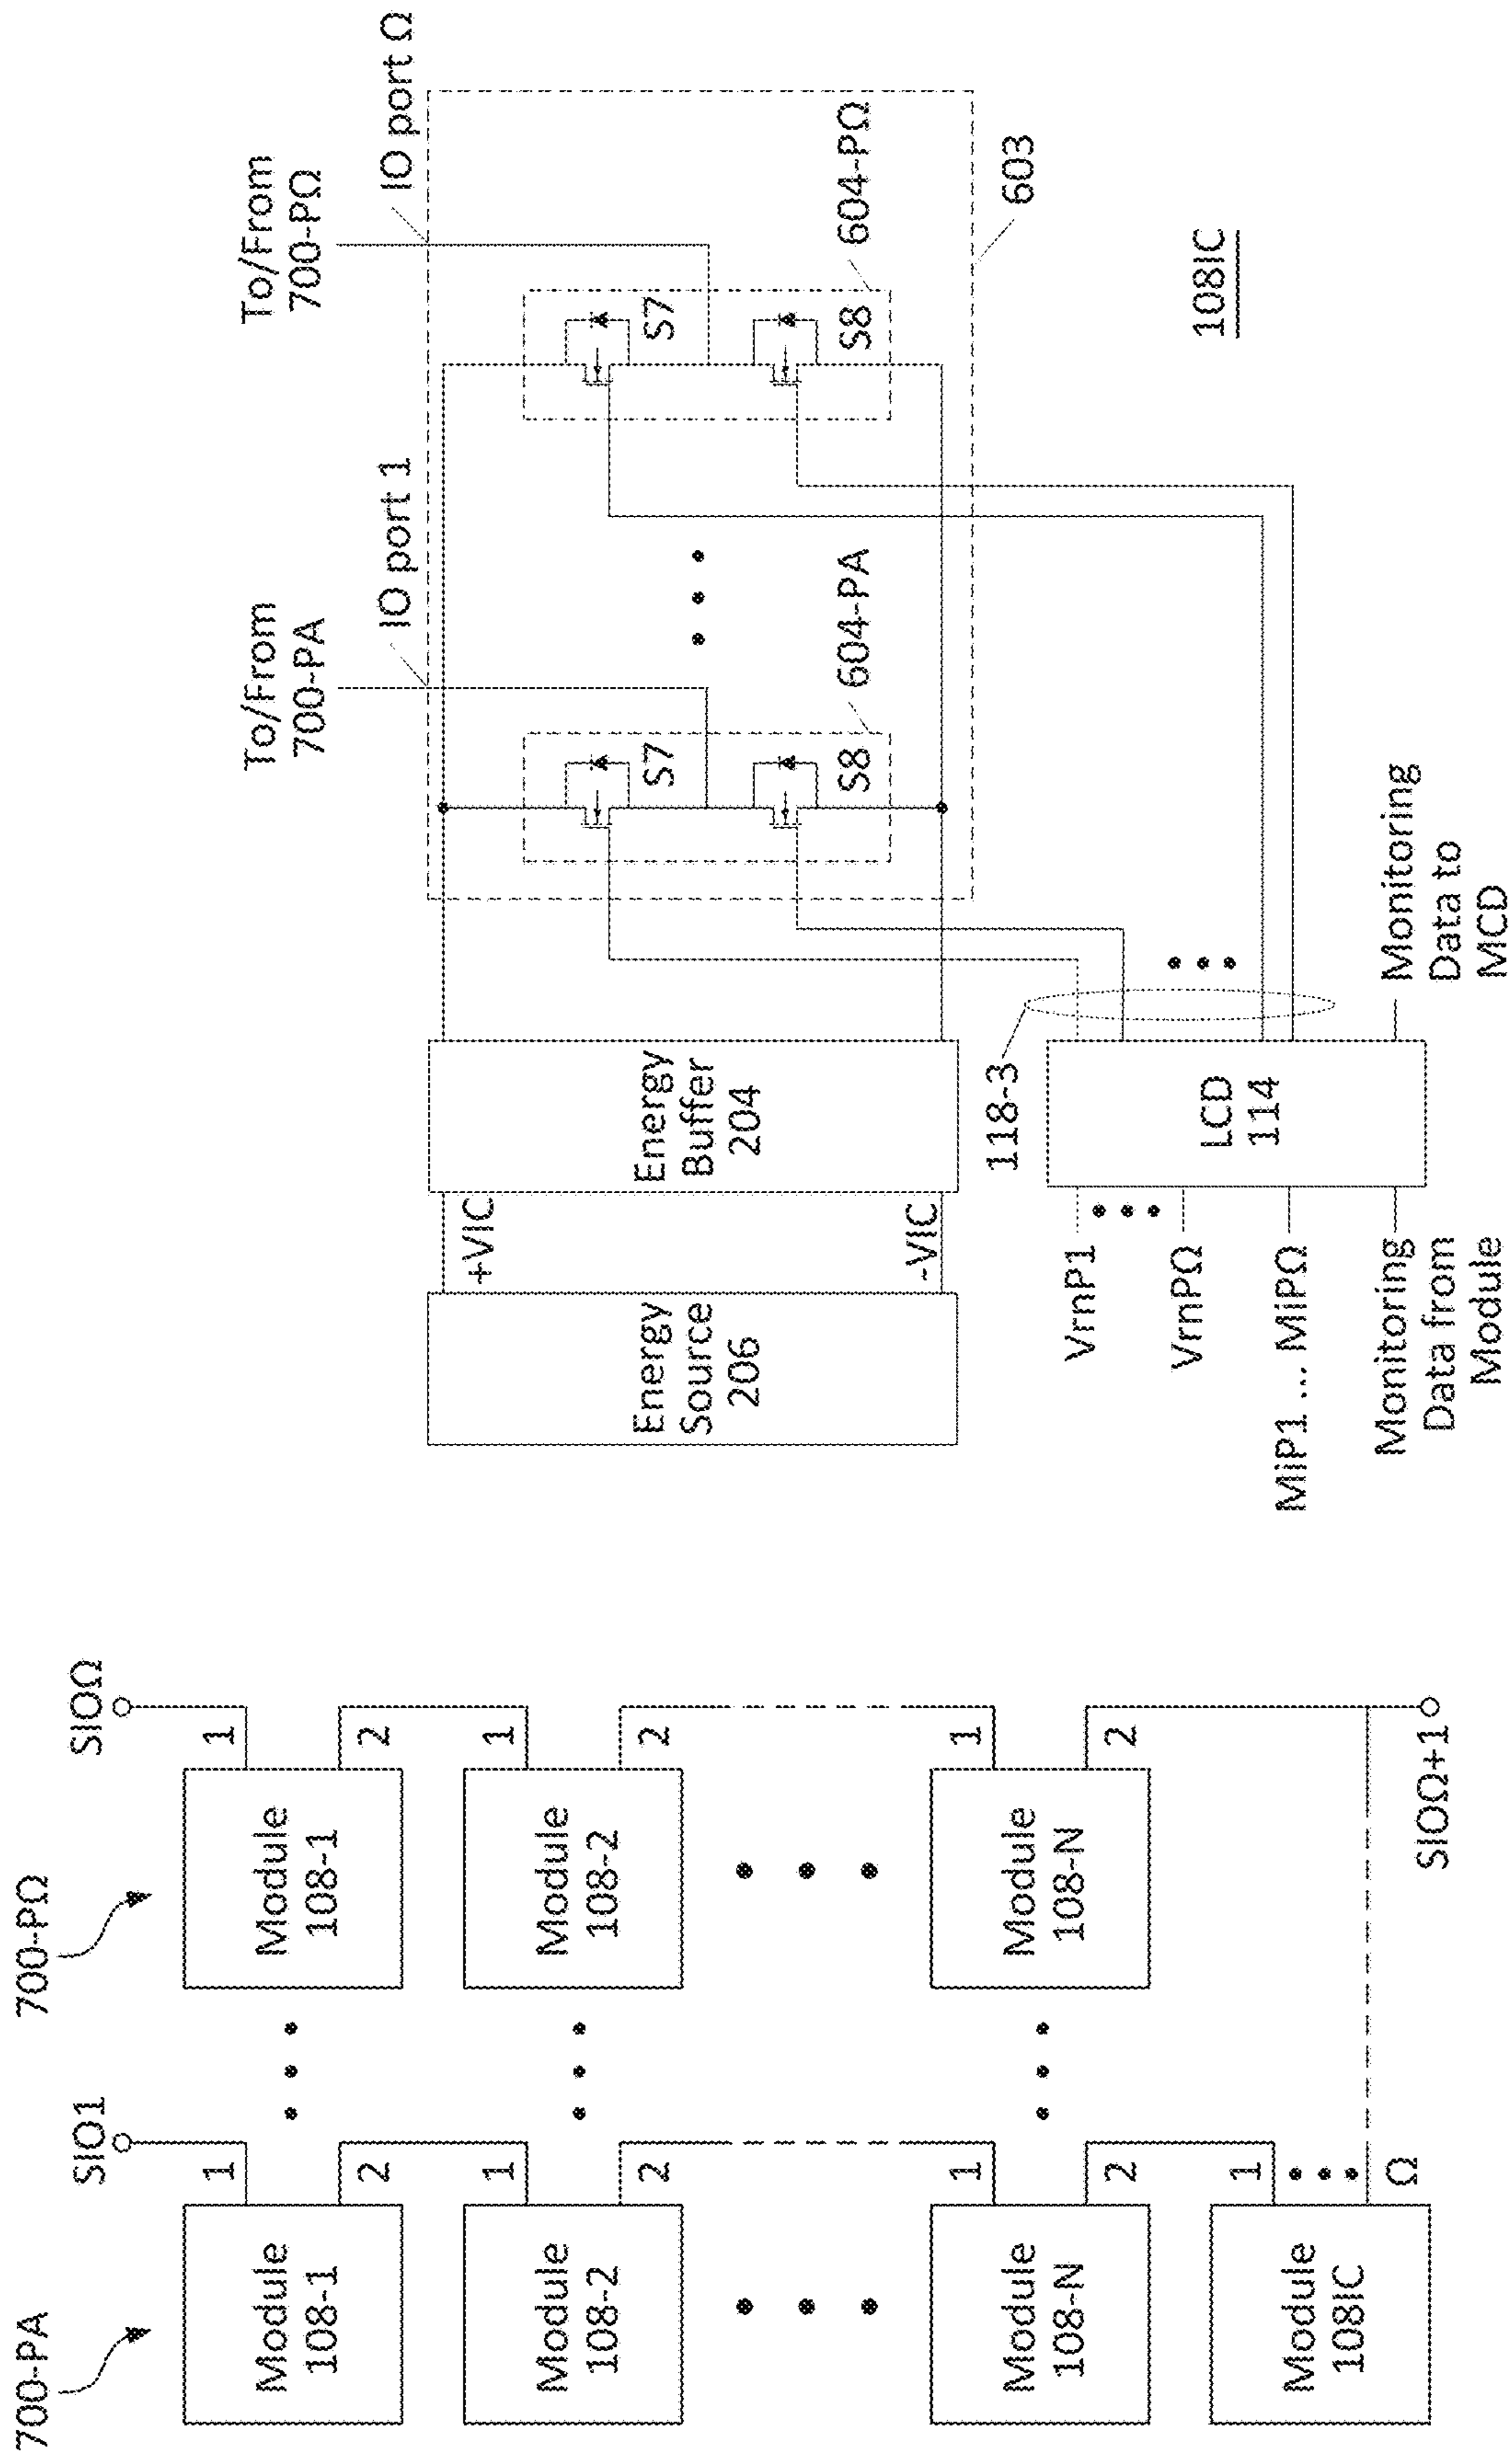 700-PA
700-PΩ
SIO1
SIOΩ
Module
108-1
1
2
Module
108-1
1
2
Module
108-2
1
2
Module
108-2
1
2
Module
108-N
1
2
Module
108-N
1
2
Module
108IC
1
Ω
SIOΩ+1
To/From
700-PA
To/From
700-PΩ
IO port 1
IO port Ω
Energy
Source
206
+VIC
-VIC
Energy
Buffer
204
S7
S8
604-PA
S7
S8
604-PΩ
603
118-3
VrnP1
VrnPΩ
MiP1 ... MiPΩ
Monitoring
Data from
Module
LCD
114
Monitoring
Data to
MCD
108IC